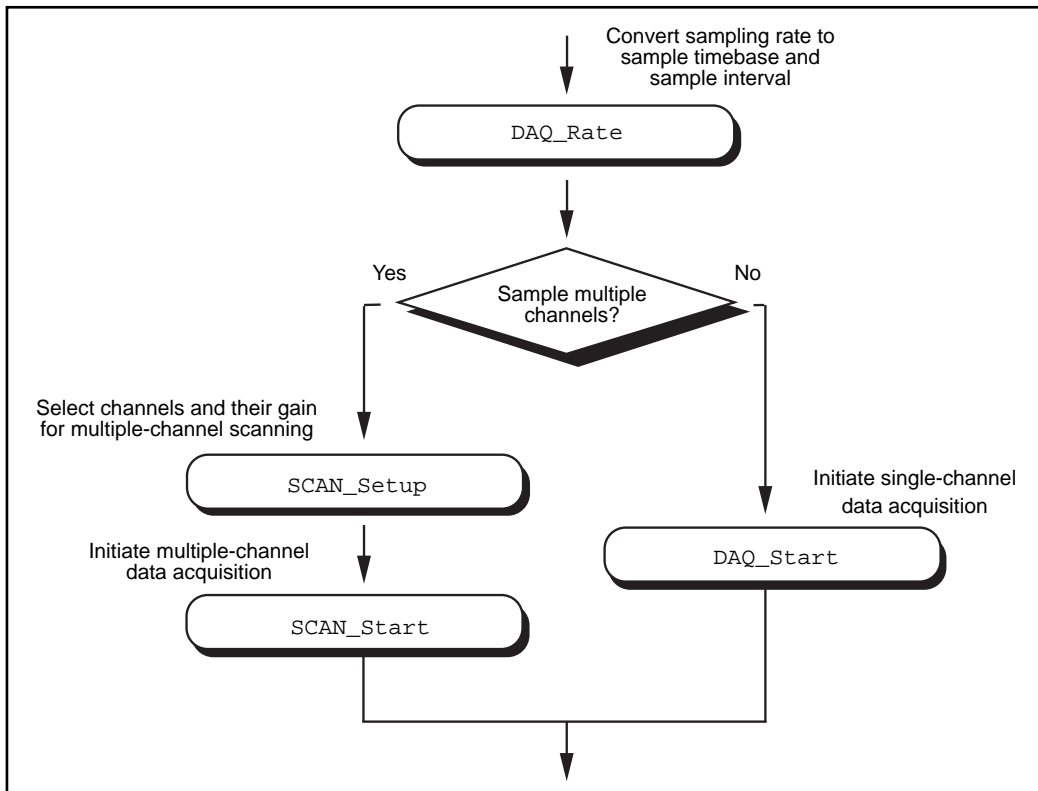 Convert sampling rate to
sample timebase and
sample interval
DAQ_Rate
Yes
No
Sample multiple
channels?
Select channels and their gain
for multiple-channel scanning
SCAN_Setup
Initiate multiple-channel
data acquisition
SCAN_Start
Initiate single-channel
data acquisition
DAQ_Start